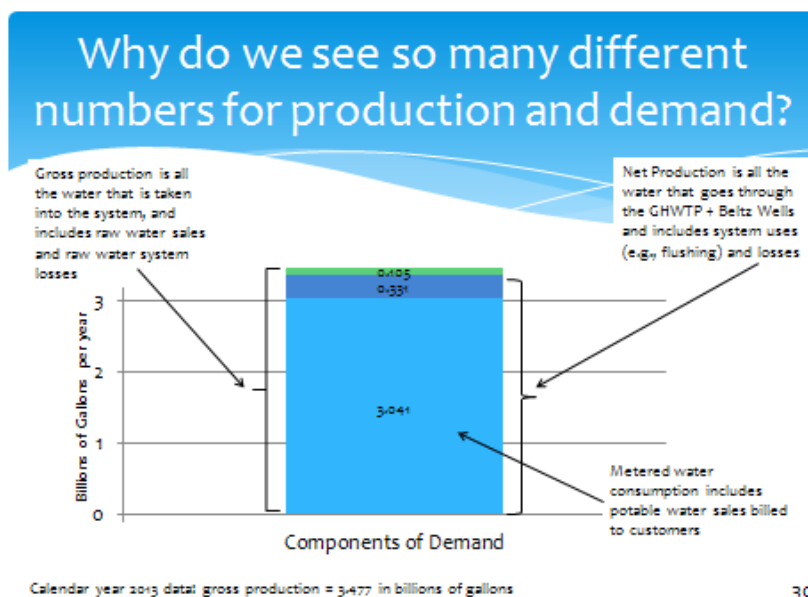 Why do we see so many different
numbers for production and demand?
Gross production is all
the water that is taken
into the system, and
includes raw water sales
and raw water system
losses
Net Production is all the
water that goes through
the GHWTP + Beltz Wells
and includes system uses
(e.g., flushing) and losses
Billions of Gallons per year
3
2
1
0
0.105
0.331
3.041
Metered water
consumption includes
potable water sales billed
to customers
Components of Demand
Calendar year 2013 data: gross production = 3.477 in billions of gallons
30